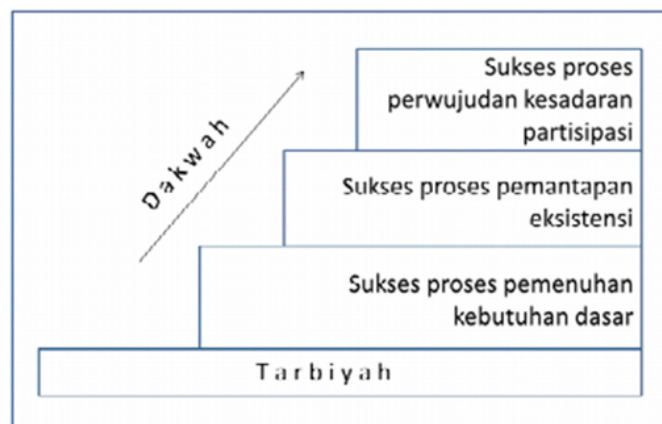 Sukses proses
perwujudan kesadaran
partisipasi
Dakwah
Sukses proses pemantapan
eksistensi
Sukses proses pemenuhan
kebutuhan dasar
Tarbiyah